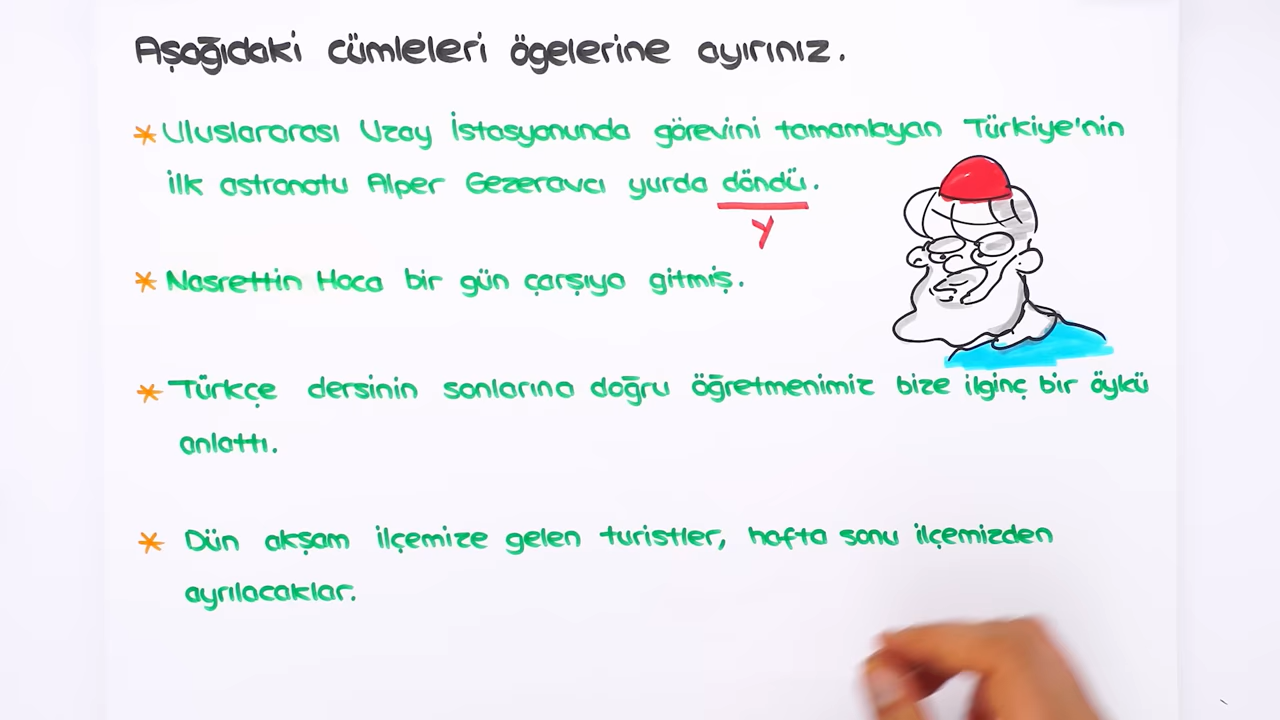 Aşağıdaki cümleleri ögelerine ayırınız.
* Uluslararası Uzay İstasyonunda görevini tamamlayan Türkiye'nin
ilk astronotu Alper Gezeravcı yurda döndü.
Y
* Nasrettin Hoca bir gün çarşıya gitmiş.
* Türkçe dersinin sonlarına doğru öğretmenimiz bize ilginç bir öykü
anlattı.
* Dün akşam ilçemize gelen turistler, hafta sonu ilçemizden
ayrılacaklar.